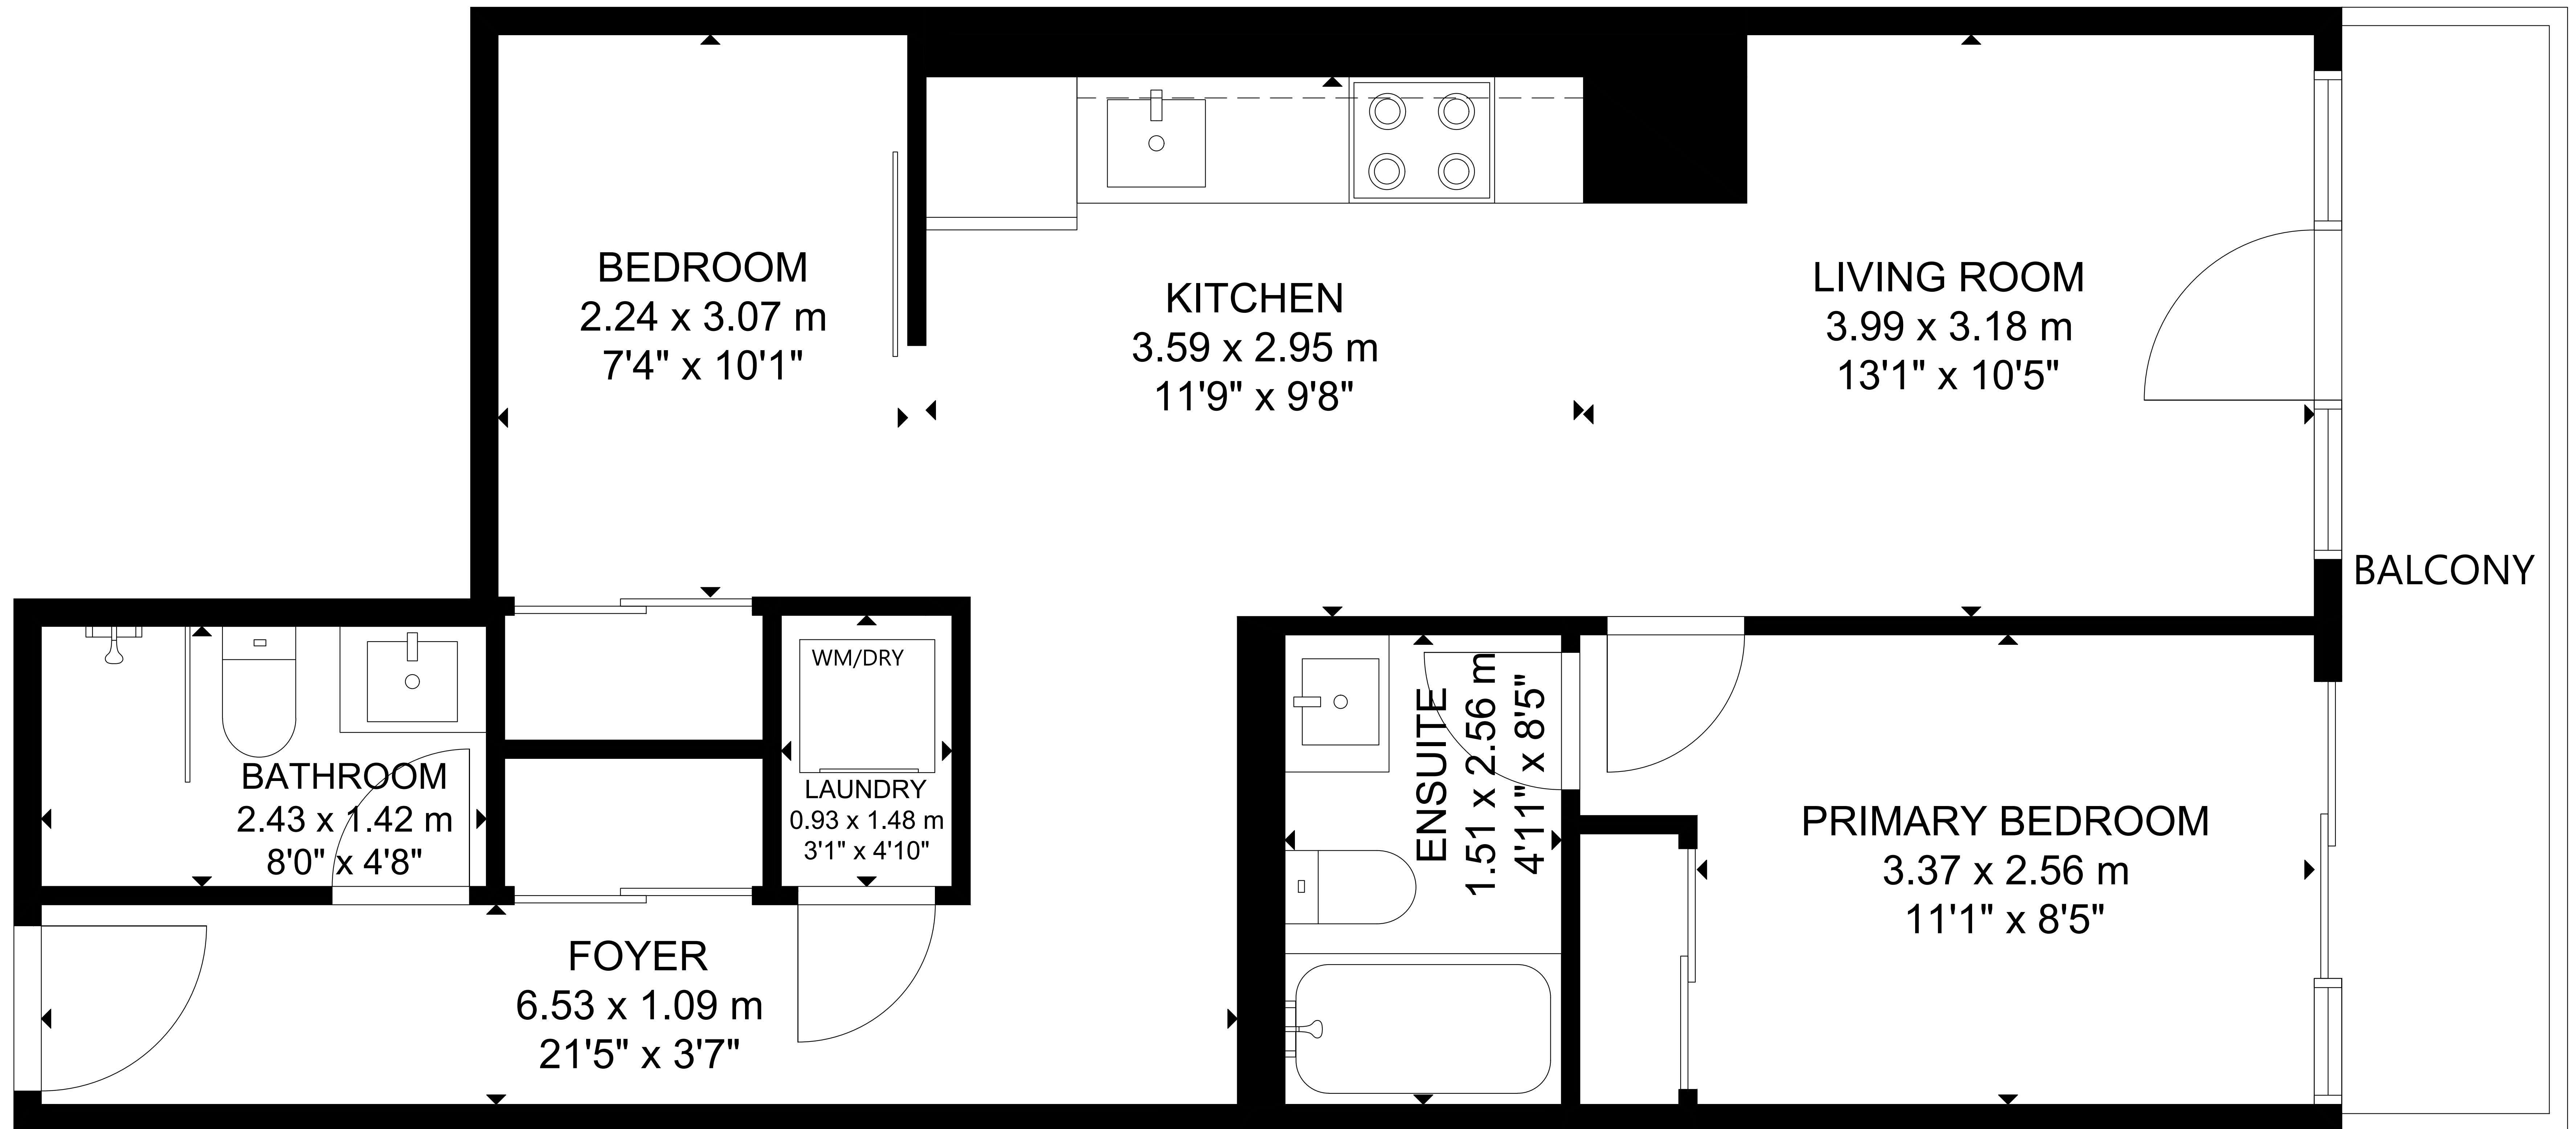 BEDROOM
2.24 x 3.07 m
7'4" x 10'1"
KITCHEN
3.59 x 2.95 m
11'9" x 9'8"
LIVING ROOM
3.99 x 3.18 m
13'1" x 10'5"
BALCONY
BATHROOM
2.43 x 1.42 m
8'0" x 4'8"
WM/DRY
LAUNDRY
0.93 x 1.48 m
3'1" x 4'10"
ENSUITE
1.51 x 2.56 m
4'11" x 8'5"
PRIMARY BEDROOM
3.37 x 2.56 m
11'1" x 8'5"
FOYER
6.53 x 1.09 m
21'5" x 3'7"